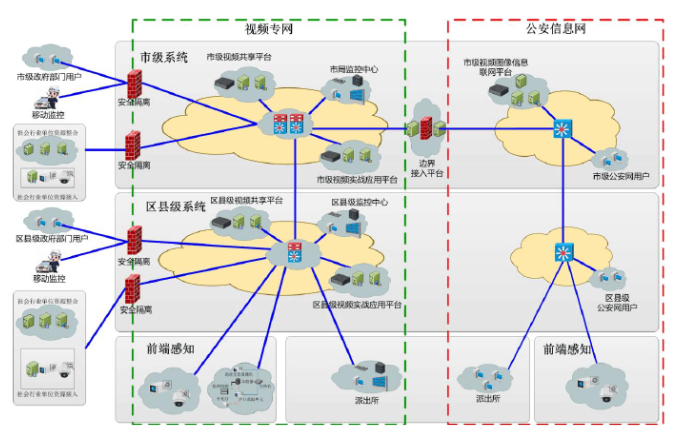 视频专网
公安信息网
市级系统
市级视频共享平台
市局监控中心
市级视频图像信息
联网平台
市级政府部门用户
移动监控
安全隔离
社会行业单位资源整合
社会行业单位资源接入
安全隔离
市级视频实战应用平台
边界
接入平台
市级公安网用户
区县级系统
区县级视频共享平台
区县级监控中心
区县级政府部门用户
移动监控
安全隔离
社会行业单位资源整合
社会行业单位资源接入
安全隔离
区县级视频实战应用平台
区县级
公安网用户
前端感知
派出所
派出所
前端感知